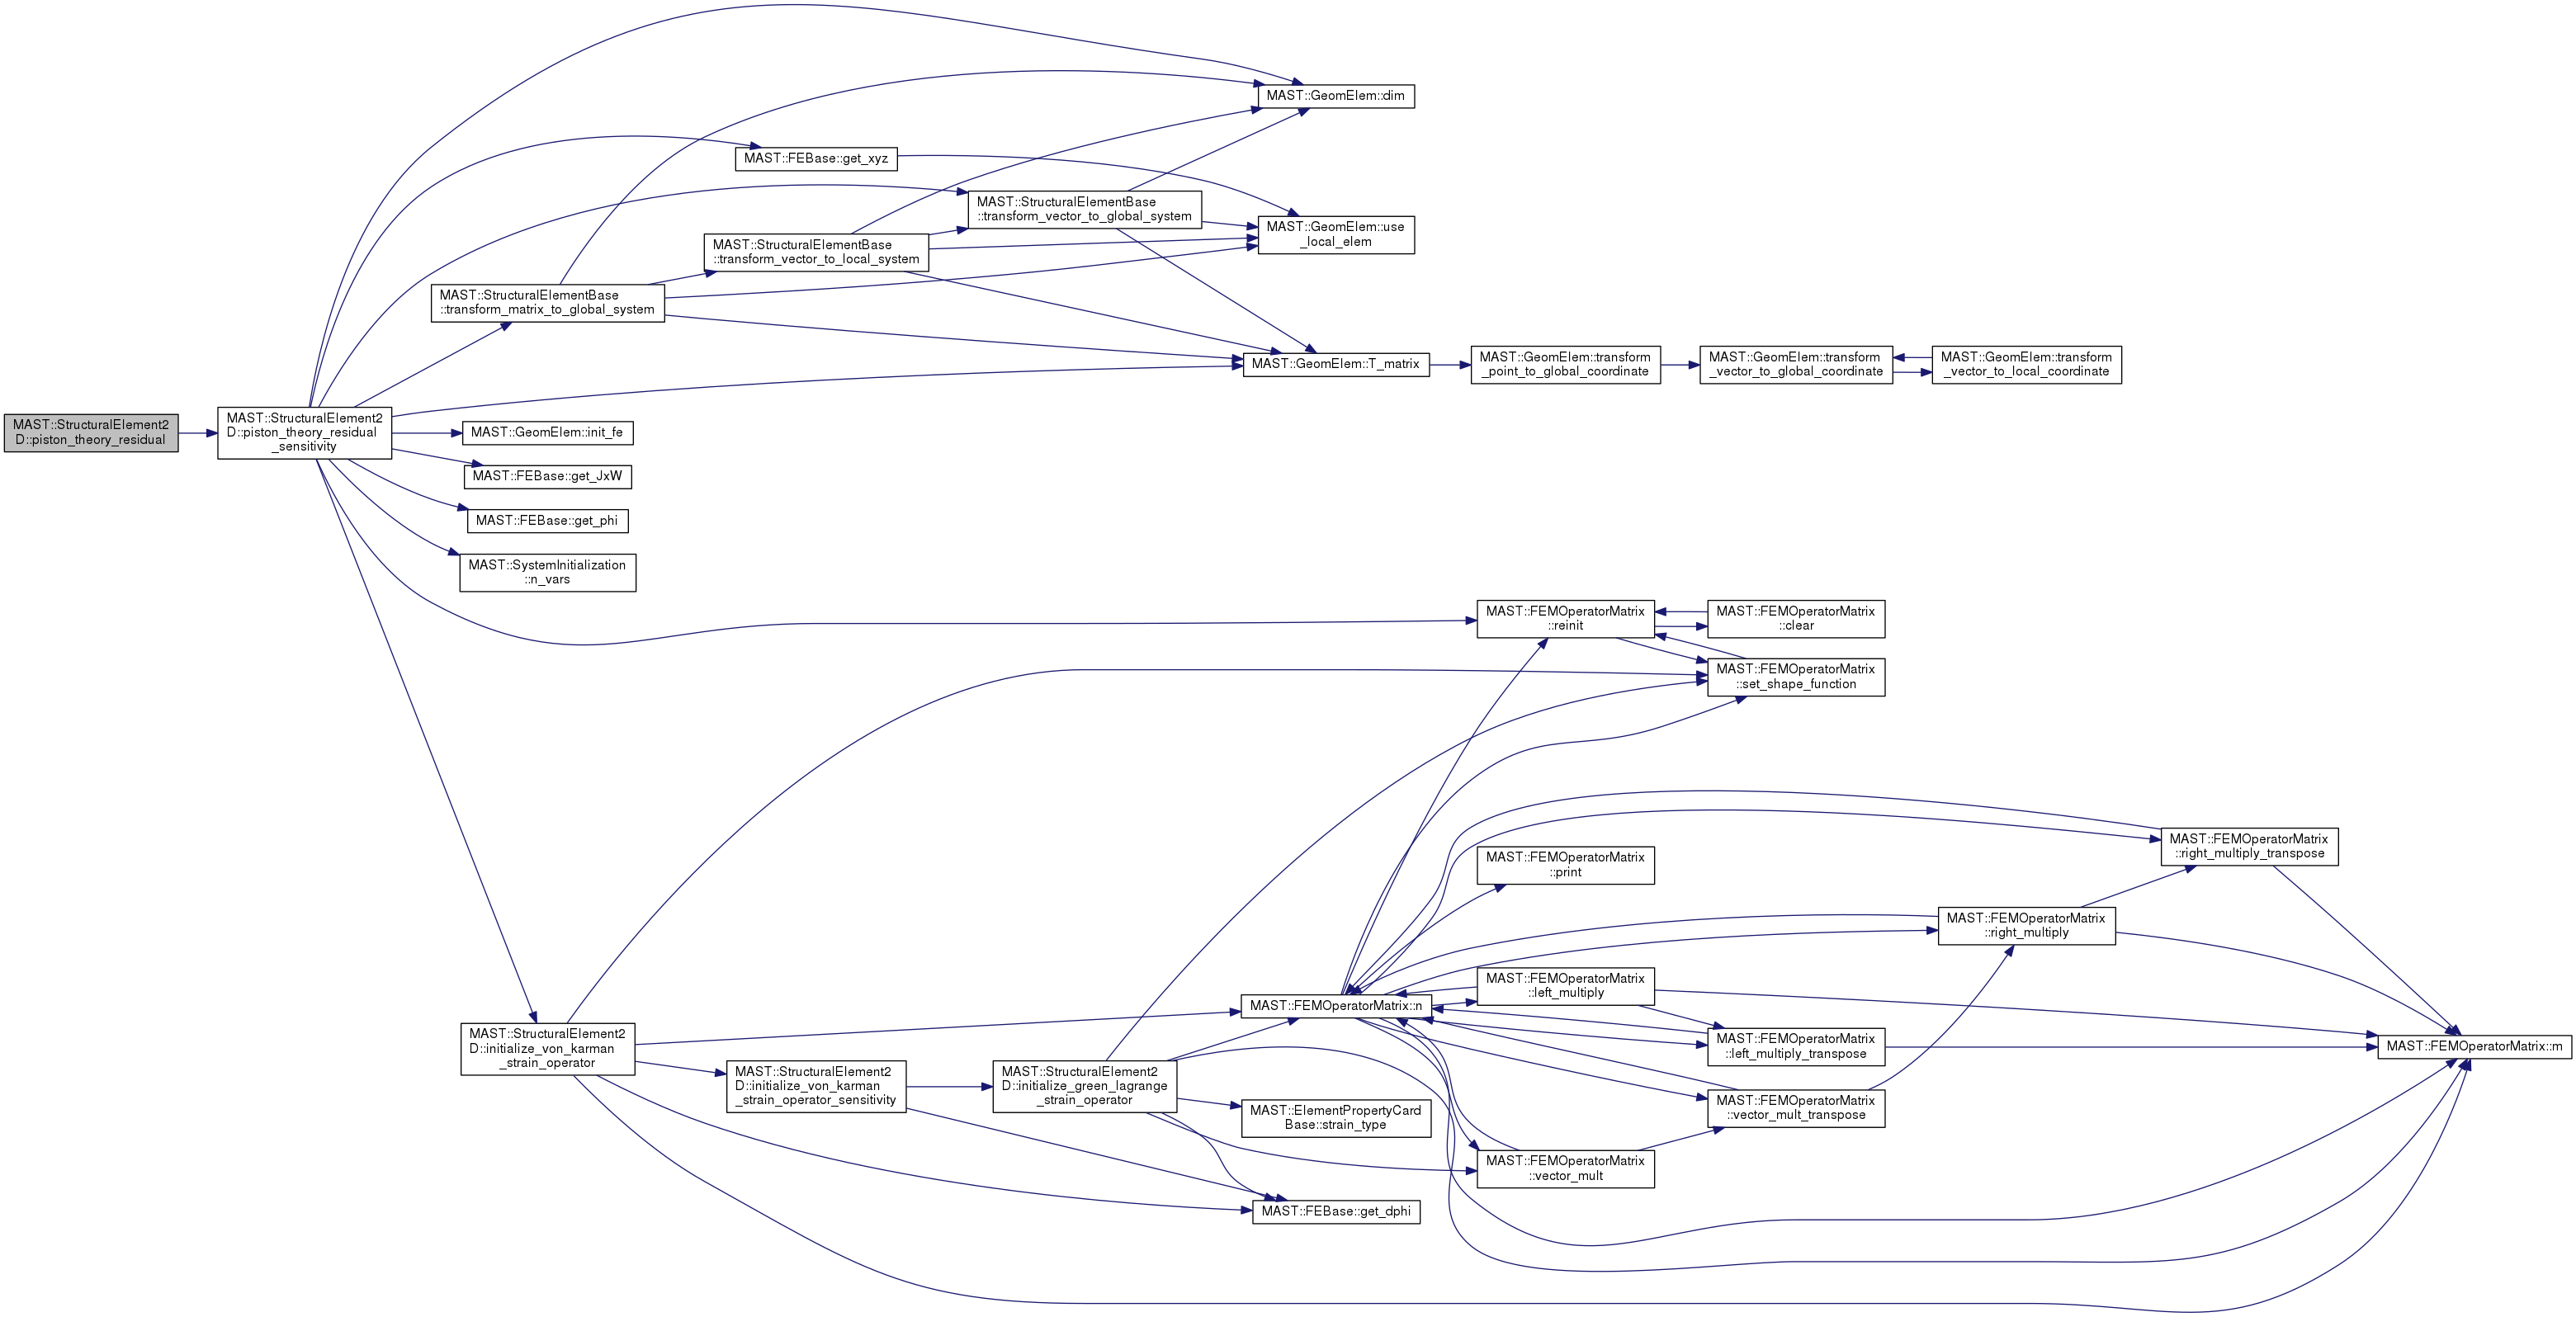 MAST::GeomElem::dim
MAST::FEBase::get_xyz
MAST::StructuralElementBase
::transform_vector_to_global_system
MAST::GeomElem::use
_local_elem
MAST::StructuralElementBase
::transform_vector_to_local_system
MAST::StructuralElementBase
::transform_matrix_to_global_system
MAST::GeomElem::T_matrix
MAST::GeomElem::transform
_point_to_global_coordinate
MAST::GeomElem::transform
_vector_to_global_coordinate
MAST::GeomElem::transform
_vector_to_local_coordinate
MAST::StructuralElement2
D::piston_theory_residual
MAST::StructuralElement2
D::piston_theory_residual
_sensitivity
MAST::GeomElem::init_fe
MAST::FEBase::get_JxW
MAST::FEBase::get_phi
MAST::SystemInitialization
::n_vars
MAST::FEMOperatorMatrix
::reinit
MAST::FEMOperatorMatrix
::clear
MAST::FEMOperatorMatrix
::set_shape_function
MAST::FEMOperatorMatrix
::right_multiply_transpose
MAST::FEMOperatorMatrix
::print
MAST::FEMOperatorMatrix
::right_multiply
MAST::FEMOperatorMatrix
::left_multiply
MAST::FEMOperatorMatrix::n
MAST::FEMOperatorMatrix
::left_multiply_transpose
MAST::FEMOperatorMatrix::m
MAST::StructuralElement2
D::initialize_von_karman
_strain_operator
MAST::StructuralElement2
D::initialize_von_karman
_strain_operator_sensitivity
MAST::StructuralElement2
D::initialize_green_lagrange
_strain_operator
MAST::ElementPropertyCard
Base::strain_type
MAST::FEMOperatorMatrix
::vector_mult_transpose
MAST::FEMOperatorMatrix
::vector_mult
MAST::FEBase::get_dphi